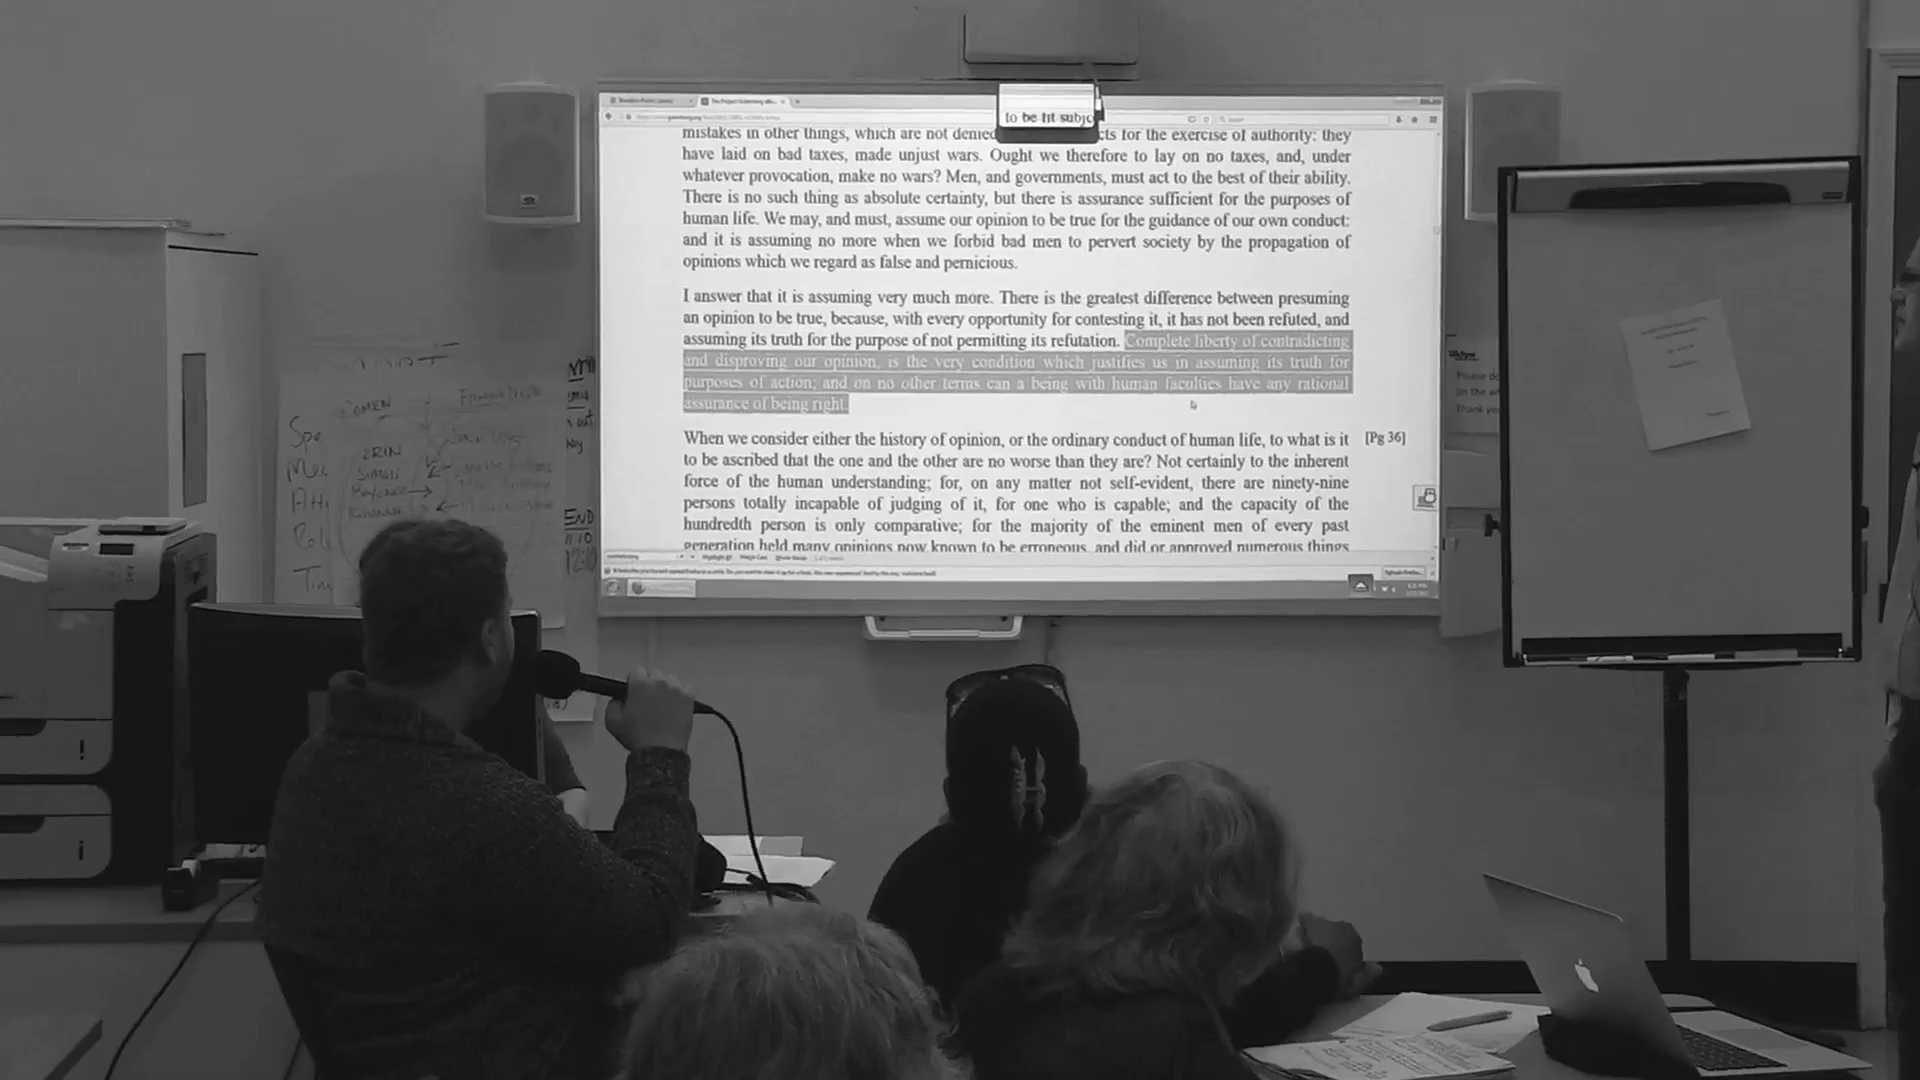 to be fit subjc
mistakes in other things, which are not denied cts for the exercise of authority: they
have laid on bad taxes, made unjust wars. Ought we therefore to lay on no taxes, and, under
whatever provocation, make no wars? Men, and governments, must act to the best of their ability.
There is no such thing as absolute certainty, but there is assurance sufficient for the purposes of
human life. We may, and must, assume our opinion to be true for the guidance of our own conduct:
and it is assuming no more when we forbid bad men to pervert society by the propagation of
opinions which we regard as false and pernicious.
I answer that it is assuming very much more. There is the greatest difference between presuming
an opinion to be true, because, with every opportunity for contesting it, it has not been refuted, and
assuming its truth for the purpose of not permitting its refutation. Complete liberty of contradicting
and disproving our opinion, is the very condition which justifies us in assuming its truth for
purposes of action; and on no other terms can a being with human faculties have any rational
assurance of being right.
When we consider either the history of opinion, or the ordinary conduct of human life, to what is it [Pg 36]
to be ascribed that the one and the other are no worse than they are? Not certainly to the inherent
force of the human understanding; for, on any matter not self-evident, there are ninety-nine
persons totally incapable of judging of it, for one who is capable; and the capacity of the
hundredth person is only comparative; for the majority of the eminent men of every past
generation held many opinions now known to be erroneous, and did or approved numerous things
Spe
Med
Att
Rol
Tim
ERIN
Simali
Beyonce
END
12:10
Please do
on the w
Thank you